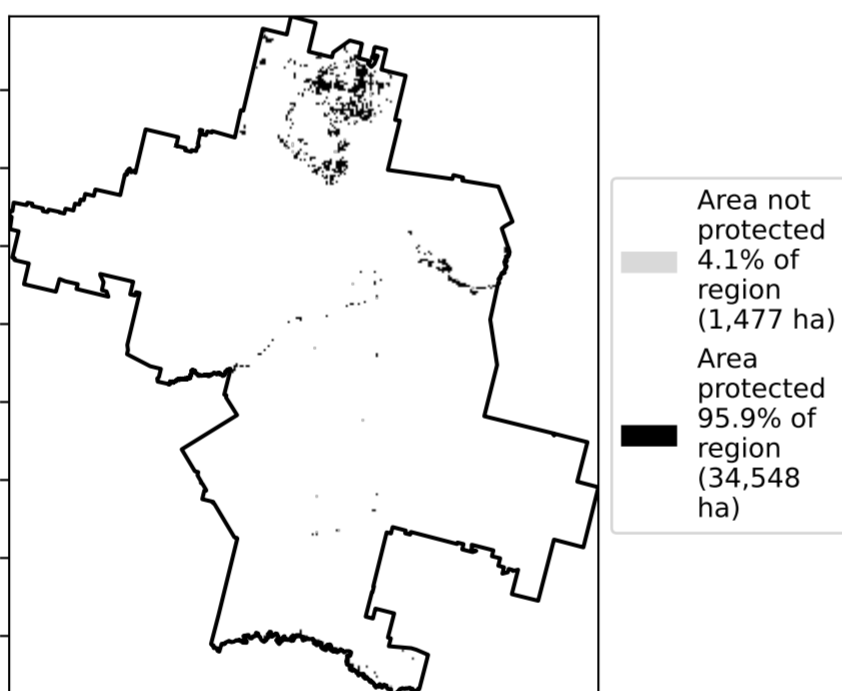 Area not
protected
4.1% of
region
(1,477 ha)
Area
protected
95.9% of
region
(34,548
ha)